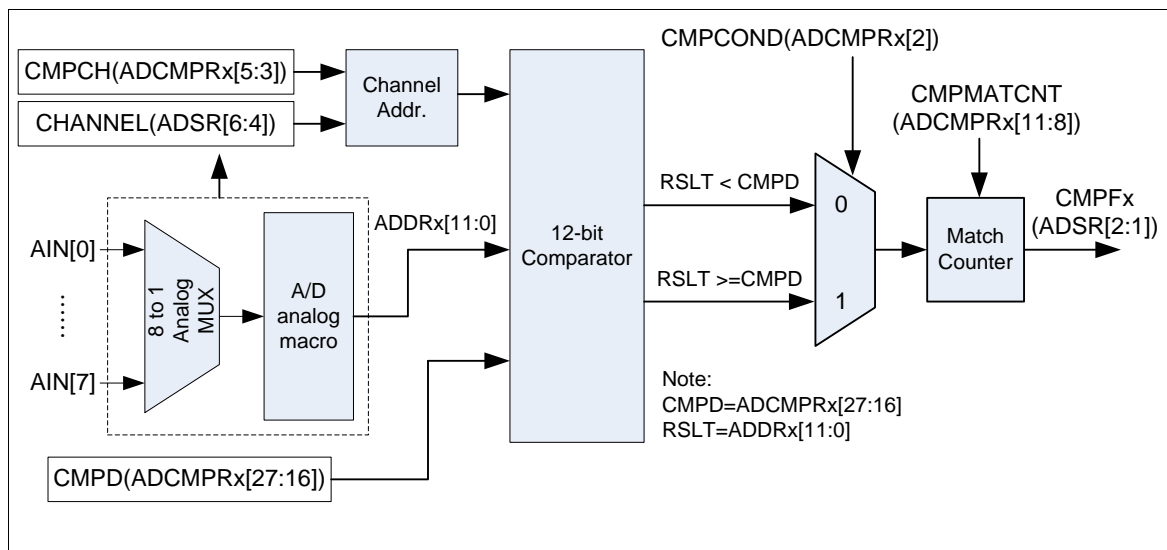 CMPCOND(ADCMPRx[2])
CMPCH(ADCMPRx[5:3])
CHANNEL(ADSR[6:4])
Channel
Addr.
CMPMATCNT
(ADCMPRx[11:8])
RSLT < CMPD
0
CMPFx
(ADSR[2:1])
AIN[0]
......
AIN[7]
8 to 1
Analog
MUX
A/D
analog
macro
ADDRx[11:0]
12-bit
Comparator
RSLT >=CMPD
1
Match
Counter
Note:
CMPD=ADCMPRx[27:16]
RSLT=ADDRx[11:0]
CMPD(ADCMPRx[27:16])